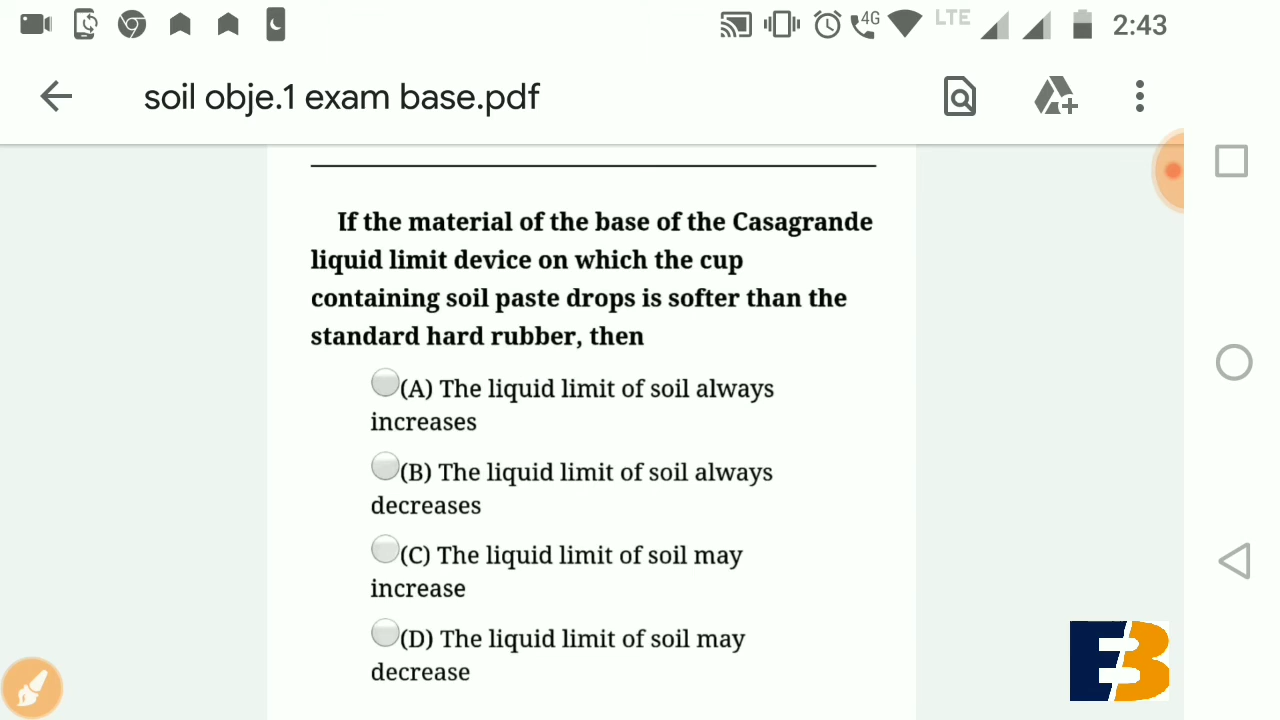 LTE 4G 2:43
soil obje.1 exam base.pdf
If the material of the base of the Casagrande
liquid limit device on which the cup
containing soil paste drops is softer than the
standard hard rubber, then
(A) The liquid limit of soil always
increases
(B) The liquid limit of soil always
decreases
(C) The liquid limit of soil may
increase
(D) The liquid limit of soil may
decrease
EB